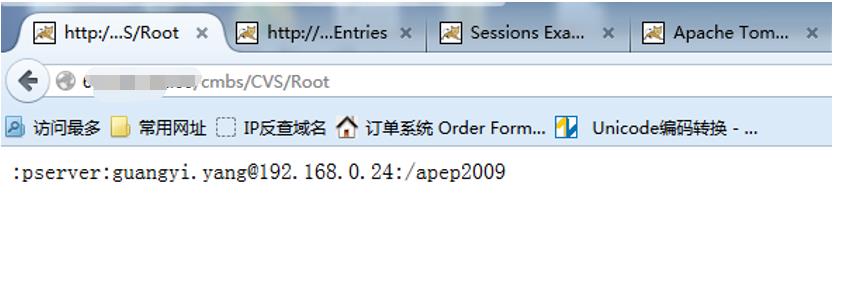 http:/...S/Root
http://...Entries
Sessions Exa...
Apache Tom...
/cmbs/CVS/Root
访问最多
常用网址
IP反查域名
订单系统 Order Form...
Unicode编码转换 - ...
:pserver:guangyi.yang@192.168.0.24:/apep2009